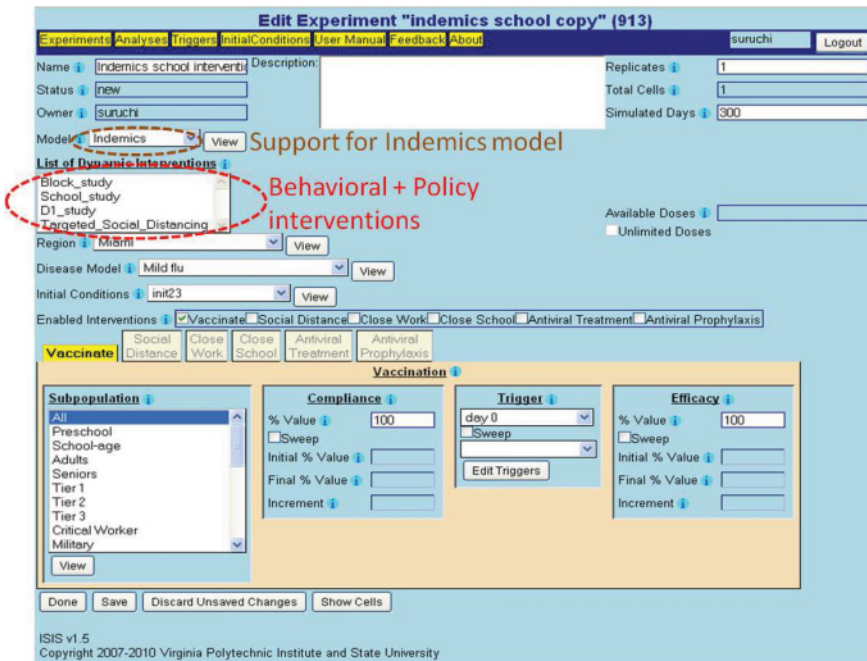 Edit Experiment "indemics school copy" (913)
Experiments Analyses Triggers InitialConditions User Manual Feedback About
suruchi Logout
Name Indemics school interventi Description: Replicates 1
Status new Total Cells 1
Owner suruchi Simulated Days 300
Model Indemics View Support for Indemics model
List of Dynamic Interventions
Block_study
School_study
D1_study
Targeted_Social_Distancing
Behavioral + Policy
interventions
Available Doses
Unlimited Doses
Region Miami View
Disease Model Mild flu View
Initial Conditions init23 View
Enabled Interventions Vaccinate Social Distance Close Work Close School Antiviral Treatment Antiviral Prophylaxis
Vaccinate Social Distance Close Work Close School Antiviral Treatment Antiviral Prophylaxis
Vaccination
Subpopulation
All
Preschool
School-age
Adults
Seniors
Tier 1
Tier 2
Tier 3
Critical Worker
Military
View
Compliance
% Value 100
Sweep
Initial % Value
Final % Value
Increment
Trigger
day 0
Sweep
Edit Triggers
Efficacy
% Value 100
Sweep
Initial % Value
Final % Value
Increment
Done Save Discard Unsaved Changes Show Cells
ISIS v1.5
Copyright 2007-2010 Virginia Polytechnic Institute and State University